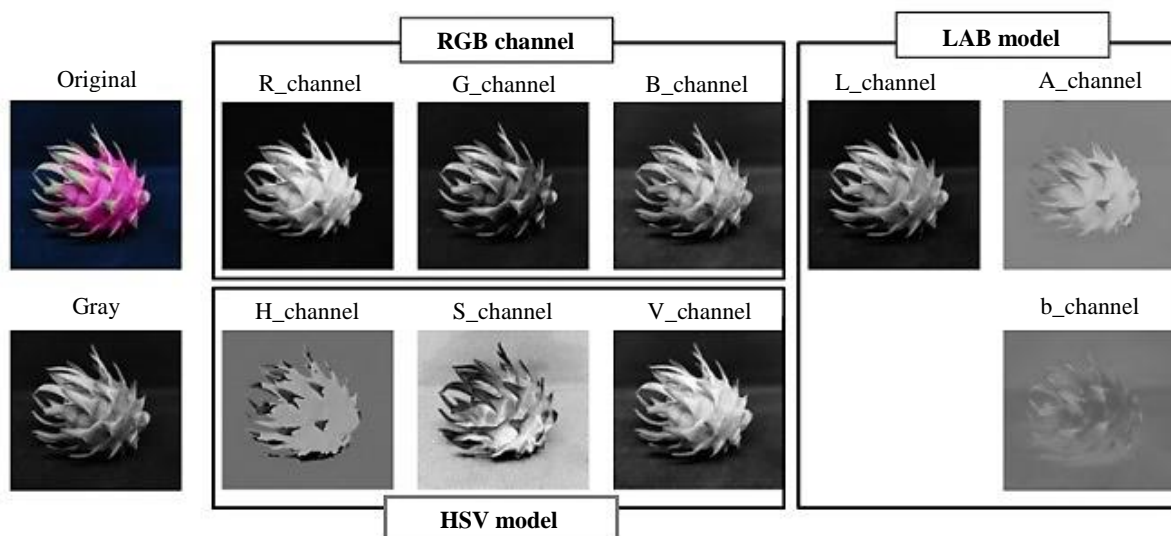 RGB channel
LAB model
Original
R_channel
G_channel
B_channel
L_channel
A_channel
Gray
H_channel
S_channel
V_channel
b_channel
HSV model